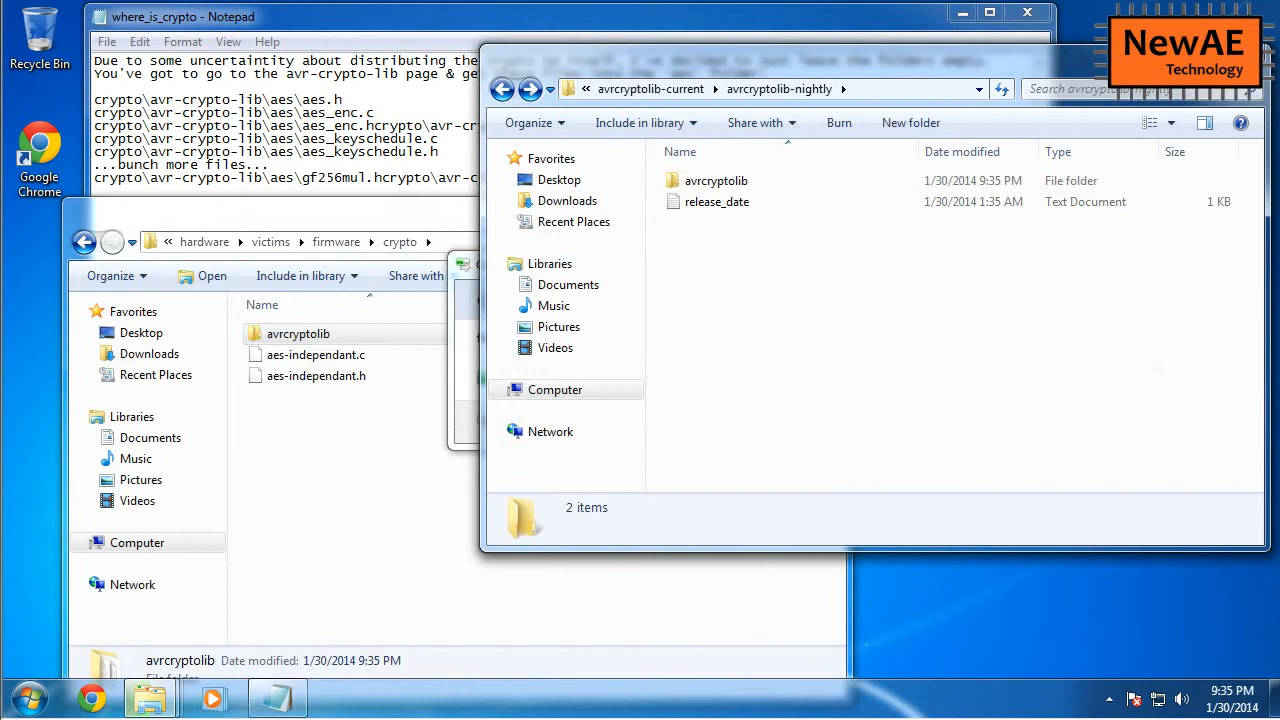 Recycle Bin
Google
Chrome
where_is_crypto - Notepad
File Edit Format View Help
Due to some uncertaintity about distributing the
You've got to go to the avr-crypto-lib page & ge
crypto\avr-crypto-lib\aes\aes.h
crypto\avr-crypto-lib\aes\aes_enc.c
crypto\avr-crypto-lib\aes\aes_enc.hcrypto\avr-cr
crypto\avr-crypto-lib\aes\aes_keyschedule.c
crypto\avr-crypto-lib\aes\aes_keyschedule.h
...bunch more files...
crypto\avr-crypto-lib\aes\gf256mul.hcrypto\avr-c
NewAE
Technology
« avrcryptolib-current avrcryptolib-nightly
Search avrcryptolib-nightly
Organize Include in library Share with Burn New folder
Name Date modified Type Size
avrcryptolib 1/30/2014 9:35 PM File folder
release_date 1/30/2014 1:35 AM Text Document 1 KB
Favorites
Desktop
Downloads
Recent Places
Libraries
Documents
Music
Pictures
Videos
Computer
Network
2 items
« hardware victims firmware crypto
Organize Open Include in library Share with
Name
avrcryptolib
aes-independant.c
aes-independant.h
Favorites
Desktop
Downloads
Recent Places
Libraries
Documents
Music
Pictures
Videos
Computer
Network
avrcryptolib Date modified: 1/30/2014 9:35 PM
File folder
9:35 PM
1/30/2014